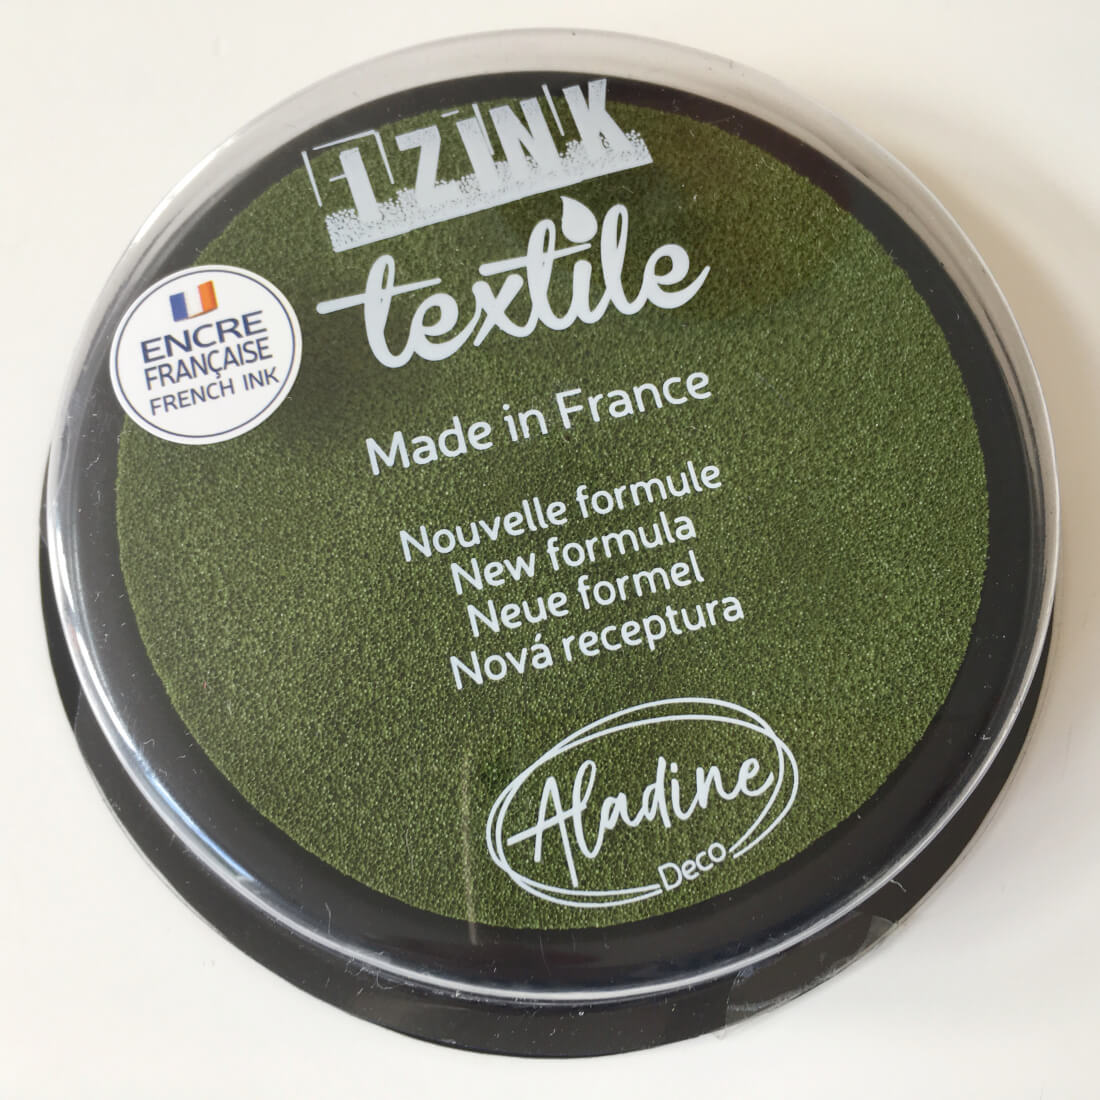 IZINK
textile
ENCRE
FRANÇAISE
FRENCH INK
Made in France
Nouvelle formule
New formula
Neue formel
Nová receptura
Aladine
Deco